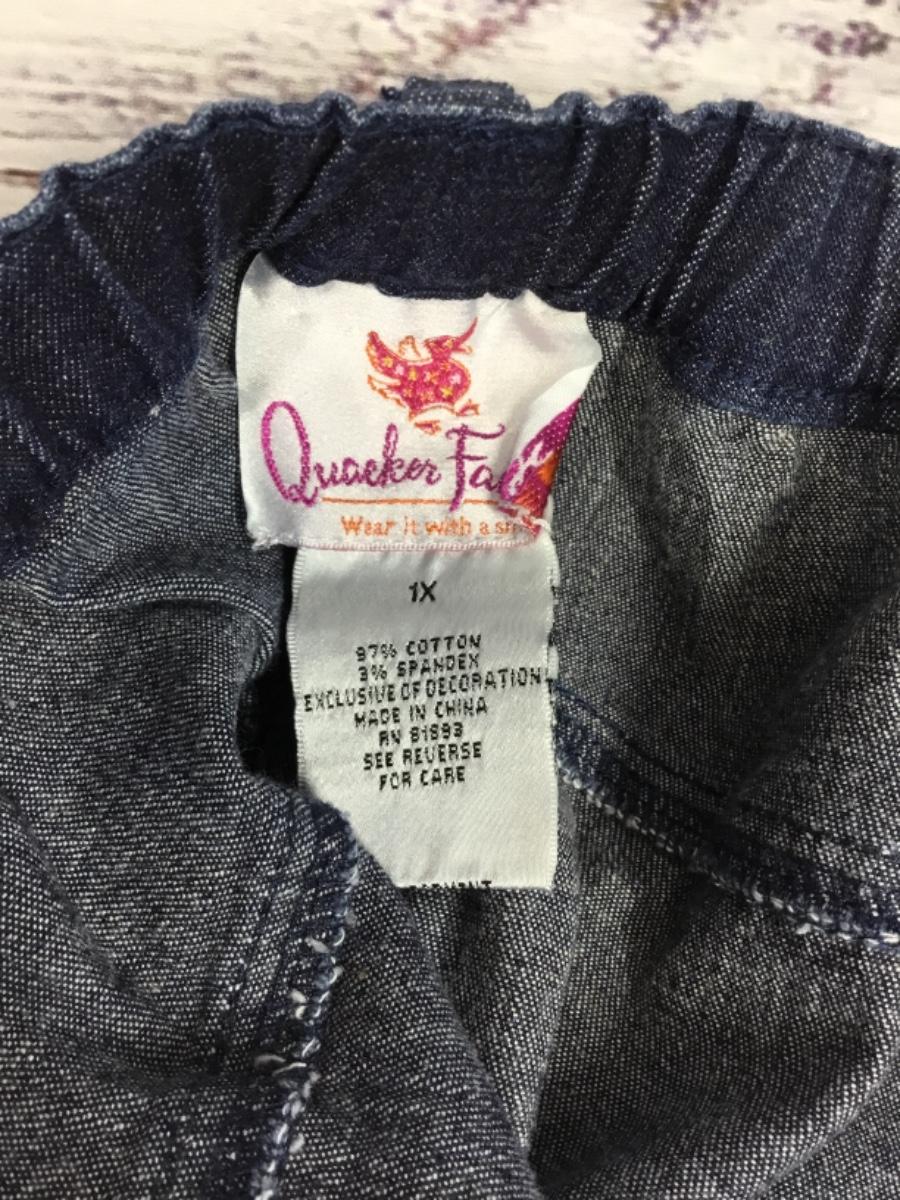 Quacker Fac
Wear it with a sm
1X
97% COTTON
3% SPANDEX
EXCLUSIVE OF DECORATION
MADE IN CHINA
RN 81893
SEE REVERSE
FOR CARE